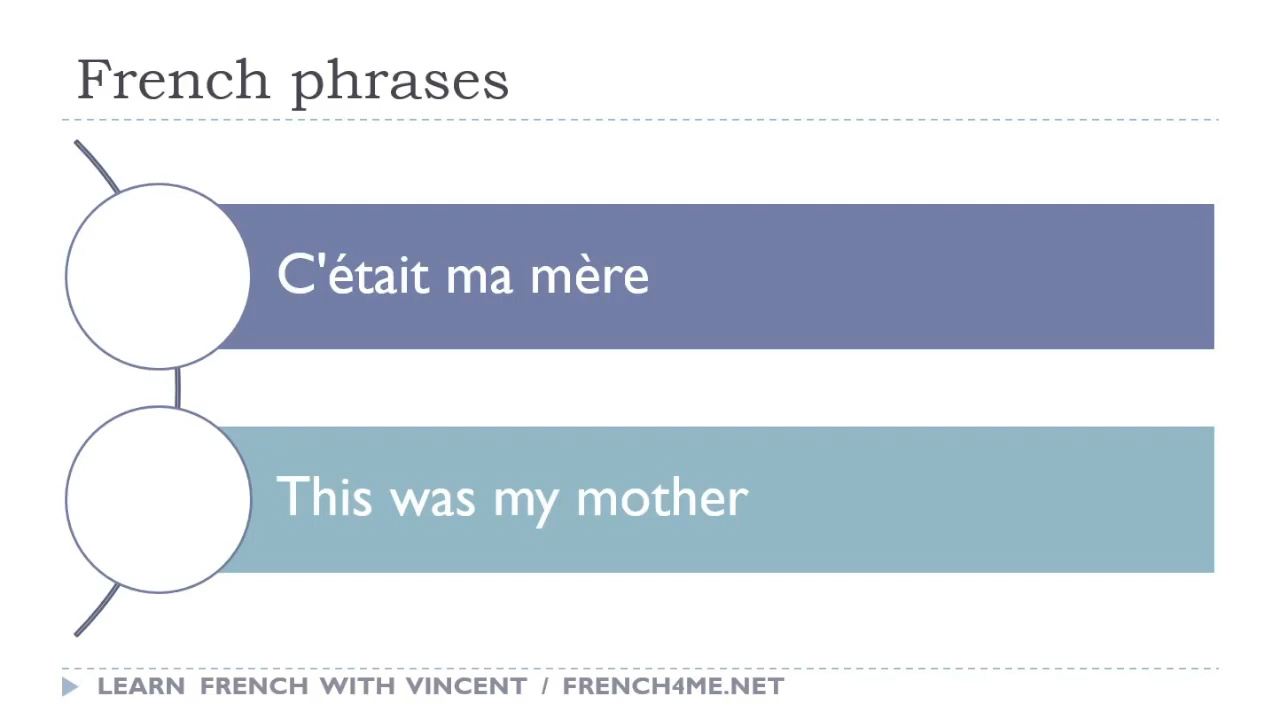 French phrases
C'était ma mère
This was my mother
LEARN FRENCH WITH VINCENT / FRENCH4ME.NET